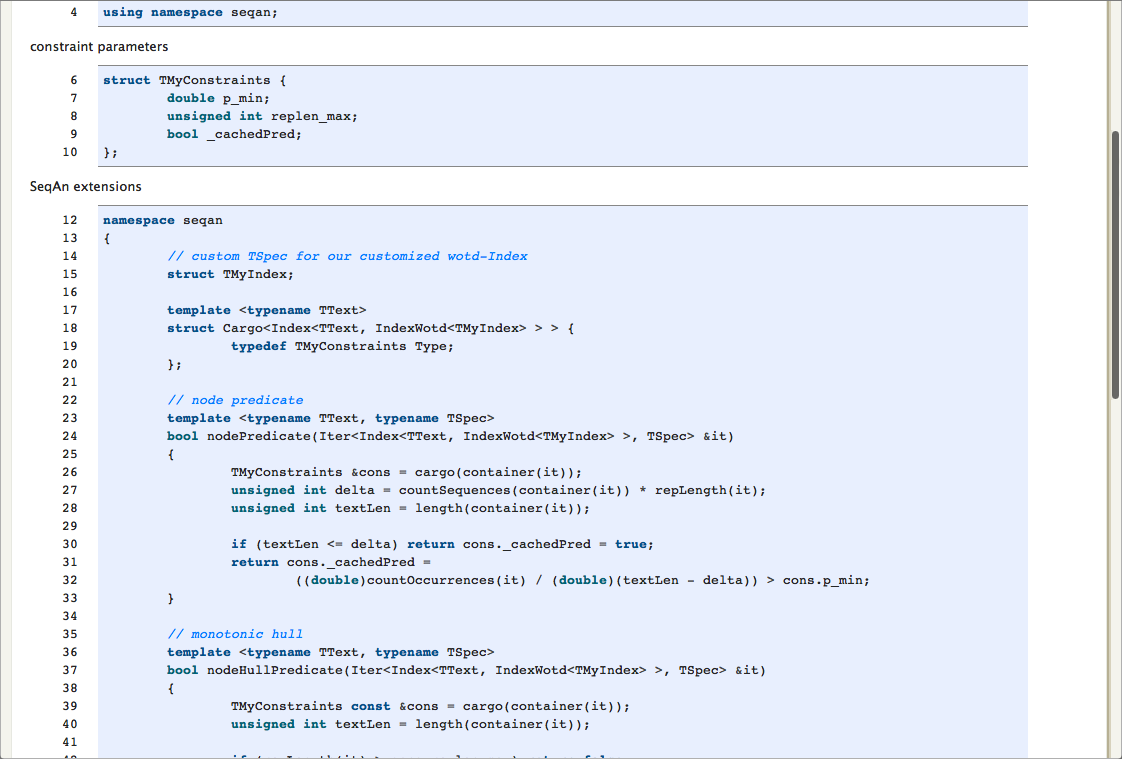 4 using namespace seqan;
constraint parameters
6 struct TMyConstraints {
7 double p_min;
8 unsigned int replen_max;
9 bool _cachedPred;
10 };
SeqAn extensions
12 namespace seqan
13 {
14 // custom TSpec for our customized wotd-Index
15 struct TMyIndex;
16
17 template <typename TText>
18 struct Cargo<Index<TText, IndexWotd<TMyIndex> > > {
19 typedef TMyConstraints Type;
20 };
21
22 // node predicate
23 template <typename TText, typename TSpec>
24 bool nodePredicate(Iter<Index<TText, IndexWotd<TMyIndex> >, TSpec> &it)
25 {
26 TMyConstraints &cons = cargo(container(it));
27 unsigned int delta = countSequences(container(it)) * repLength(it);
28 unsigned int textLen = length(container(it));
29
30 if (textLen <= delta) return cons._cachedPred = true;
31 return cons._cachedPred =
32 ((double)countOccurrences(it) / (double)(textLen - delta)) > cons.p_min;
33 }
34
35 // monotonic hull
36 template <typename TText, typename TSpec>
37 bool nodeHullPredicate(Iter<Index<TText, IndexWotd<TMyIndex> >, TSpec> &it)
38 {
39 TMyConstraints const &cons = cargo(container(it));
40 unsigned int textLen = length(container(it));
41